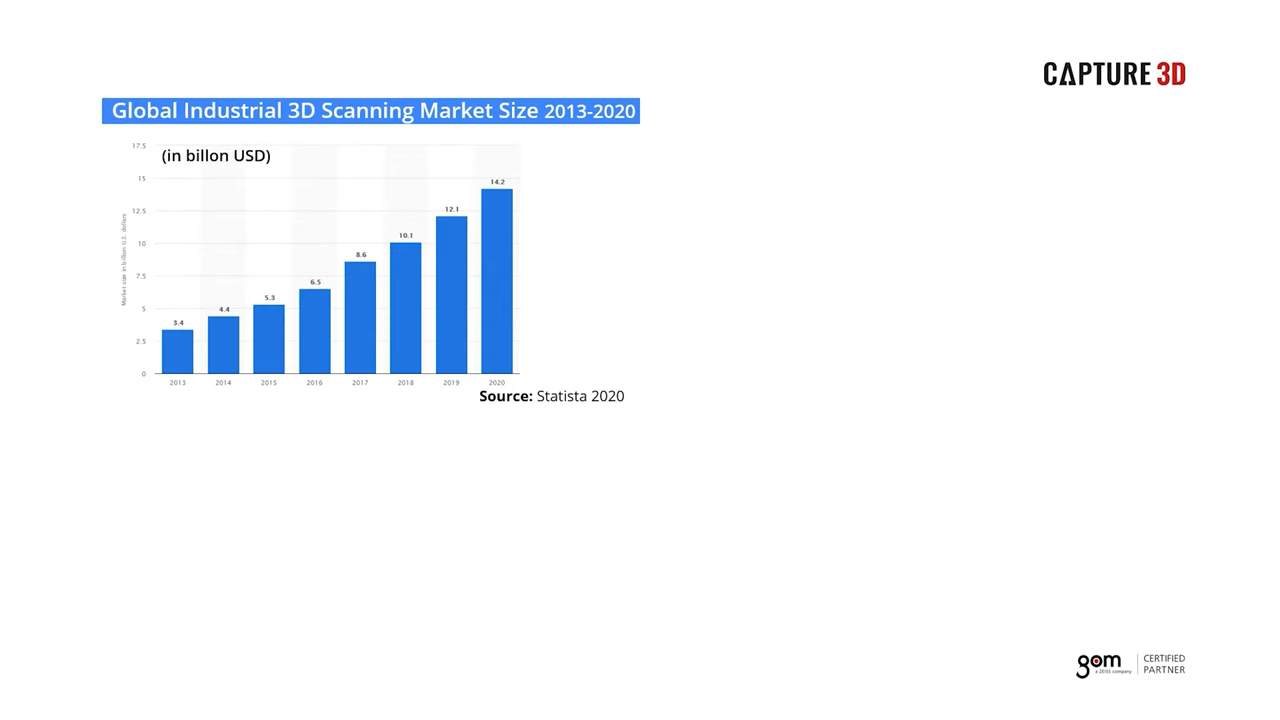 CAPTURE 3D
Global Industrial 3D Scanning Market Size 2013-2020
(in billon USD)
Market size in billion U.S. dollars
17.5
15
12.5
10
7.5
5
2.5
0
3.4
4.4
5.3
6.5
8.6
10.1
12.1
14.2
2013 2014 2015 2016 2017 2018 2019 2020
Source: Statista 2020
gom
a ZEISS company
CERTIFIED
PARTNER